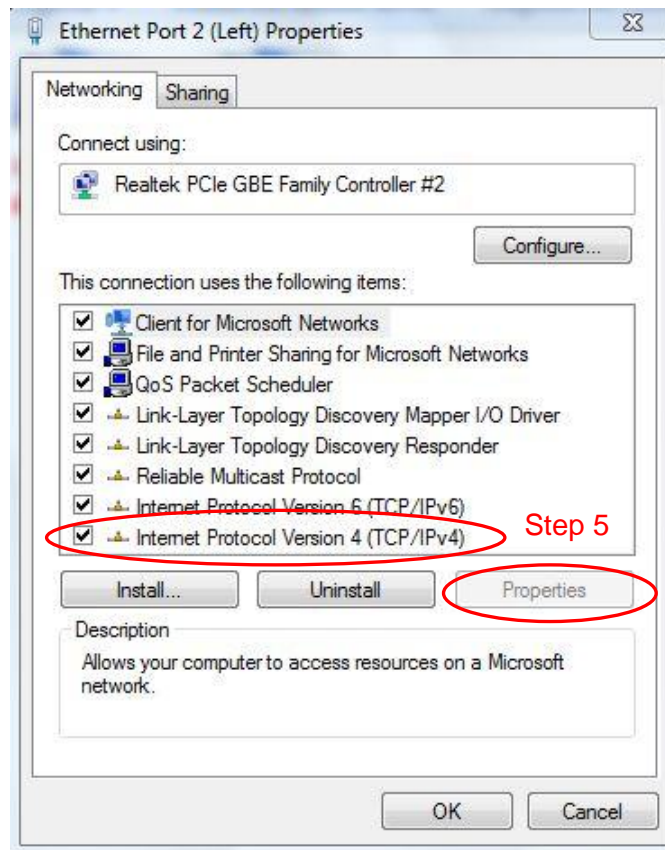 Ethernet Port 2 (Left) Properties
Networking Sharing
Connect using:
Realtek PCIe GBE Family Controller #2
Configure...
This connection uses the following items:
Client for Microsoft Networks
File and Printer Sharing for Microsoft Networks
QoS Packet Scheduler
Link-Layer Topology Discovery Mapper I/O Driver
Link-Layer Topology Discovery Responder
Reliable Multicast Protocol
Internet Protocol Version 6 (TCP/IPv6)
Internet Protocol Version 4 (TCP/IPv4) Step 5
Install... Uninstall Properties
Description
Allows your computer to access resources on a Microsoft
network.
OK Cancel